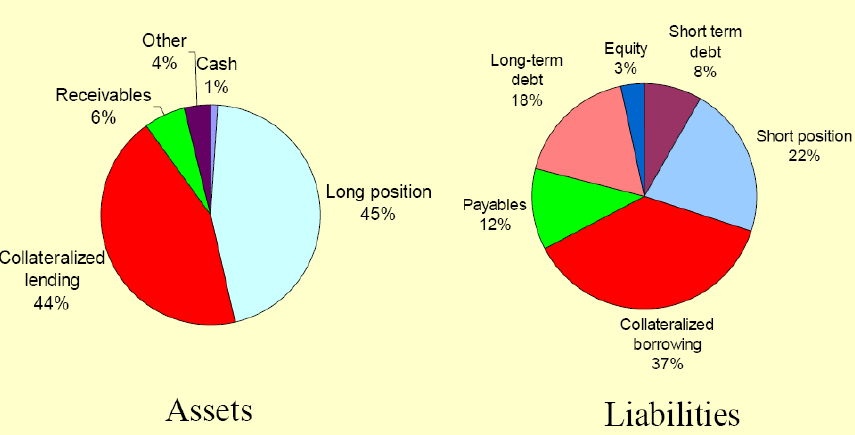 Other
4%
Cash
1%
Receivables
6%
Long position
45%
Collateralized
lending
44%
Assets
Short term
debt
8%
Equity
3%
Long-term
debt
18%
Short position
22%
Payables
12%
Collateralized
borrowing
37%
Liabilities